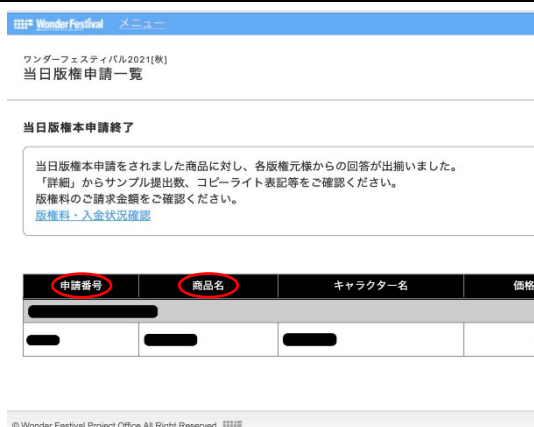 Wonder Festival メニュー
ワンダーフェスティバル2021[秋]
当日版権申請一覧
当日版権本申請終了
当日版権本申請をされました商品に対し、各版権元様からの回答が出揃いました。
「詳細」からサンプル提出数、コピーライト表記等をご確認ください。
版権料のご請求金額をご確認ください。
版権料・入金状況確認
申請番号 商品名 キャラクター名 価格
© Wonder Festival Project Office All Right Reserved.